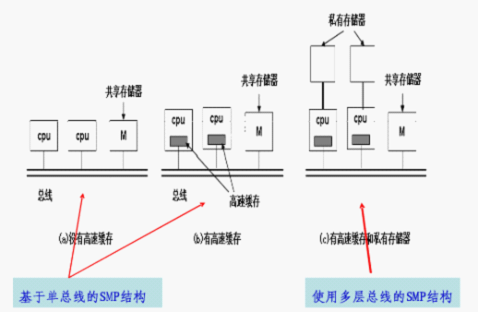 私有存储器
共享存储器
共享存储器
共享存储器
cpu
cpu
M
cpu
cpu
M
cpu
cpu
M
总线
总线
高速缓存
(a)没有高速缓存
(b)有高速缓存
(c)有高速缓存和私有存储器
基于单总线的SMP结构
使用多层总线的SMP结构